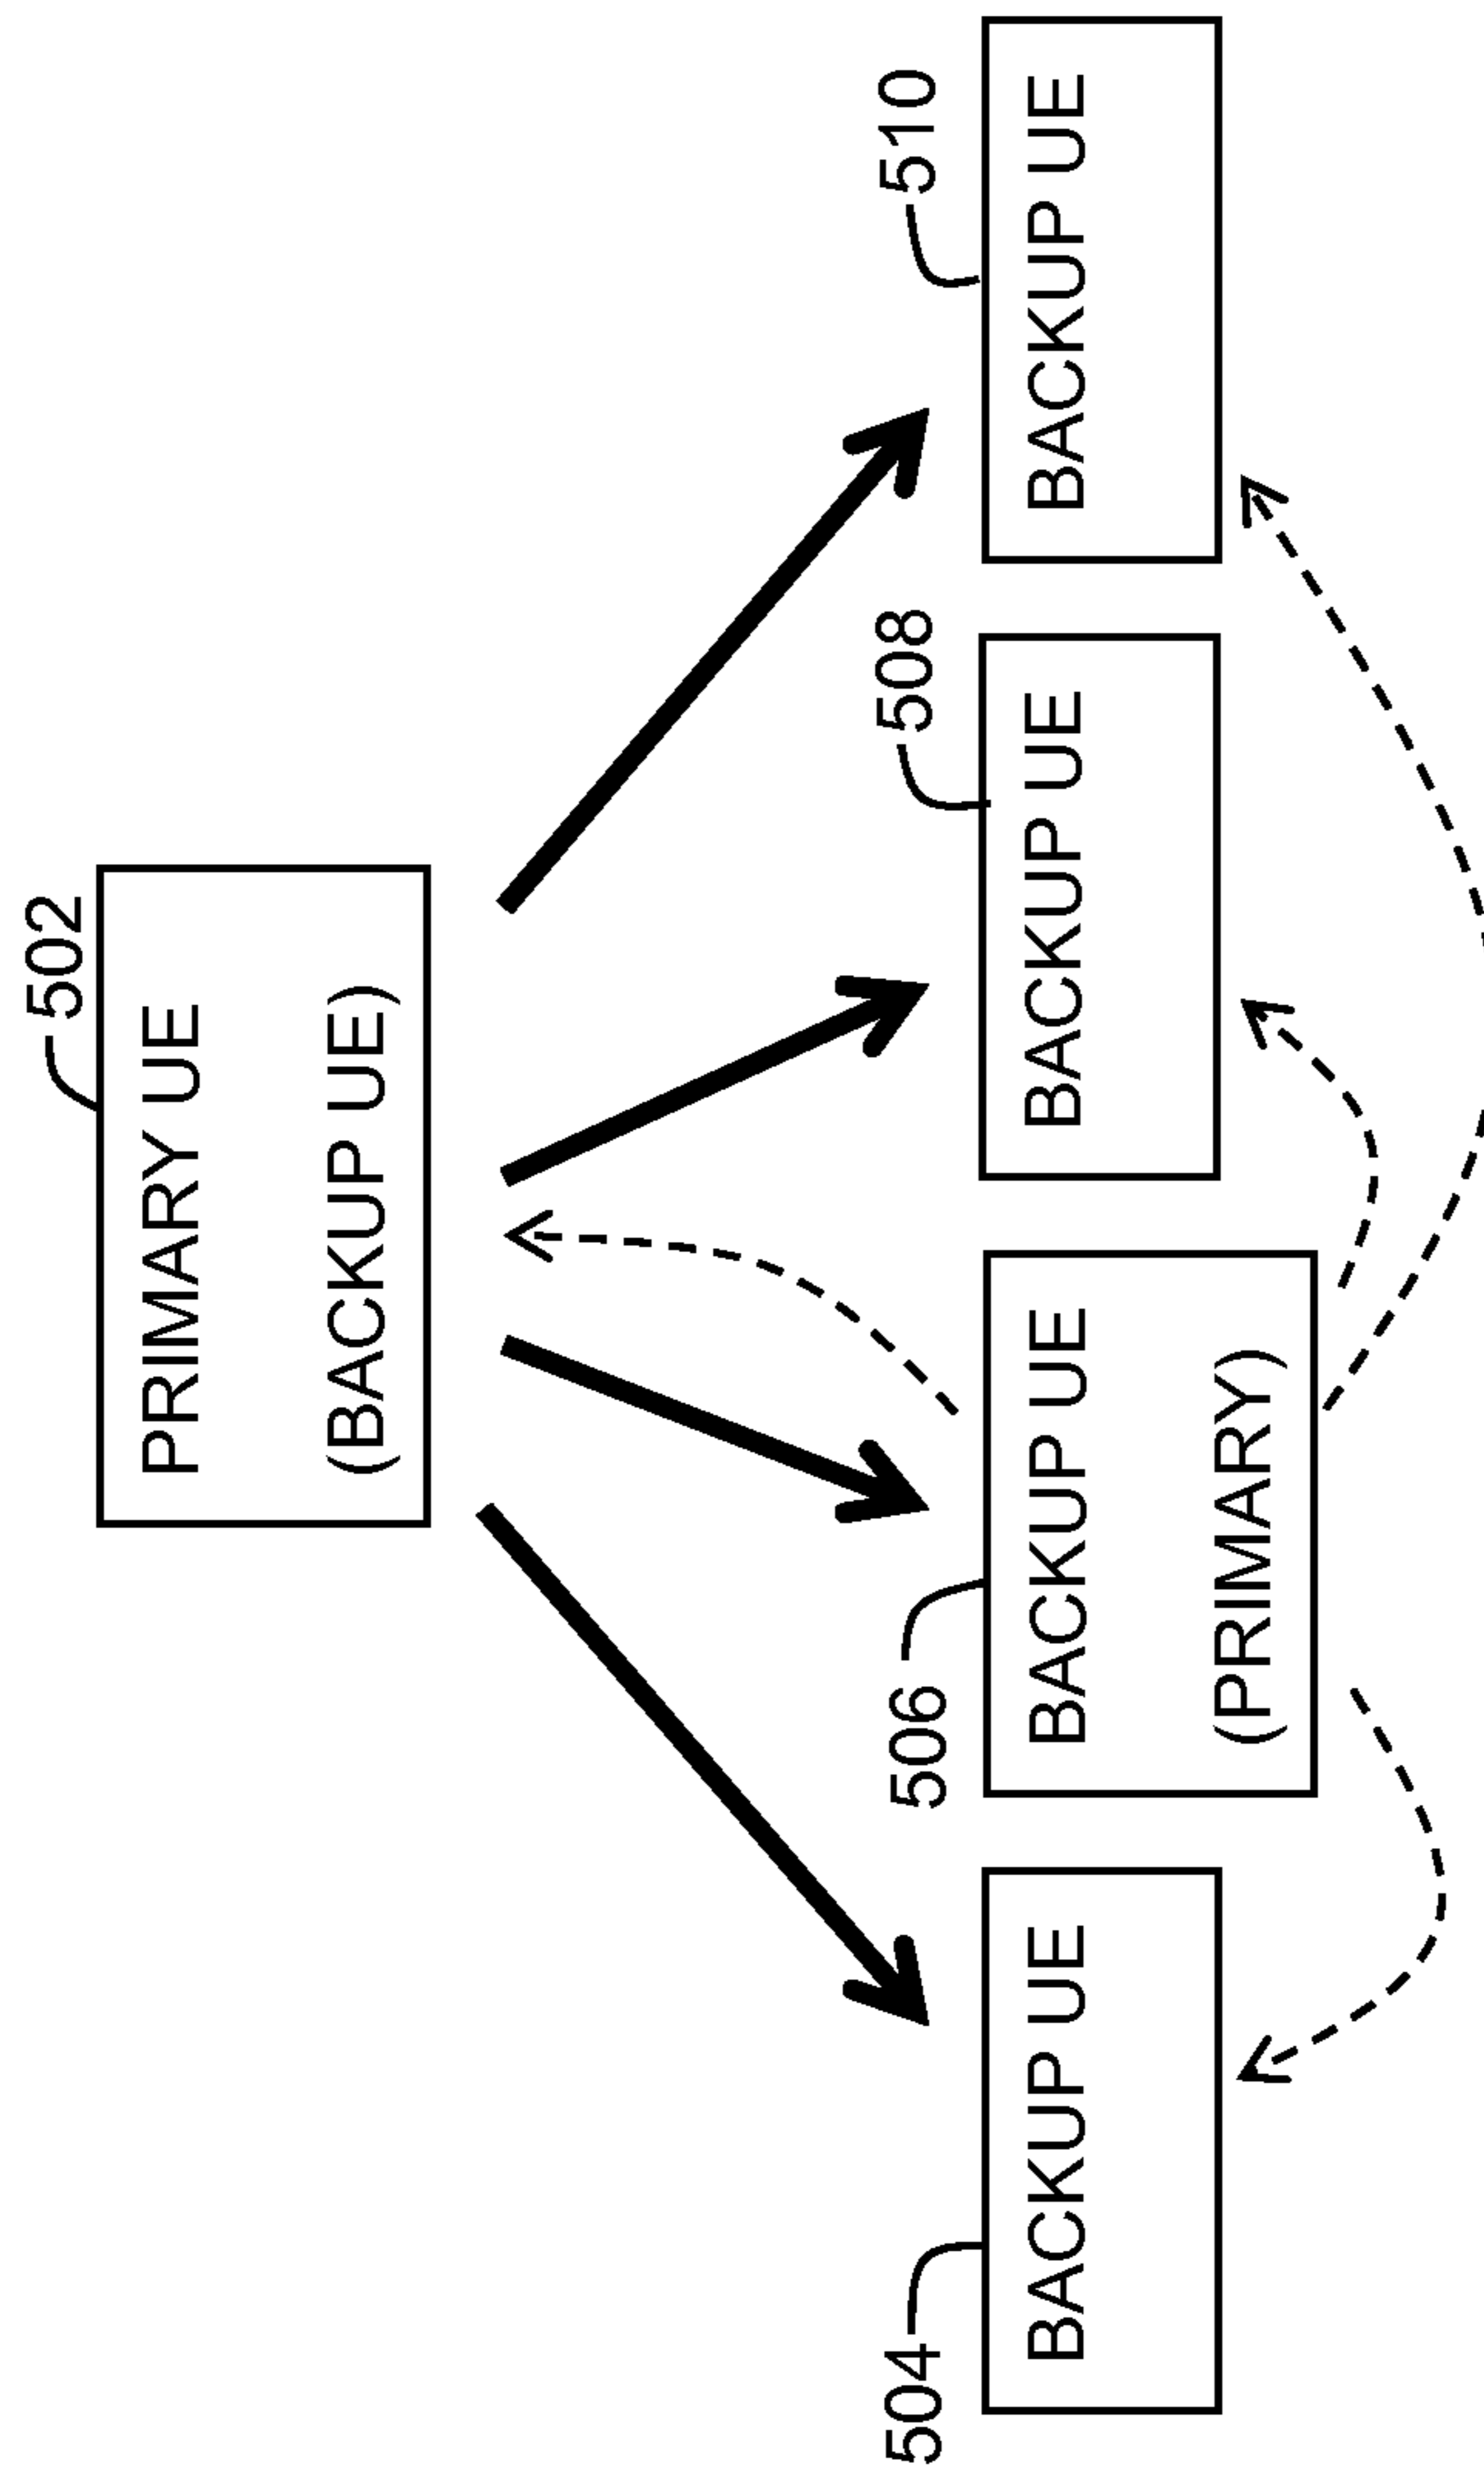 502
PRIMARY UE
(BACKUP UE)
504
BACKUP UE
506
BACKUP UE
(PRIMARY)
508
BACKUP UE
510
BACKUP UE